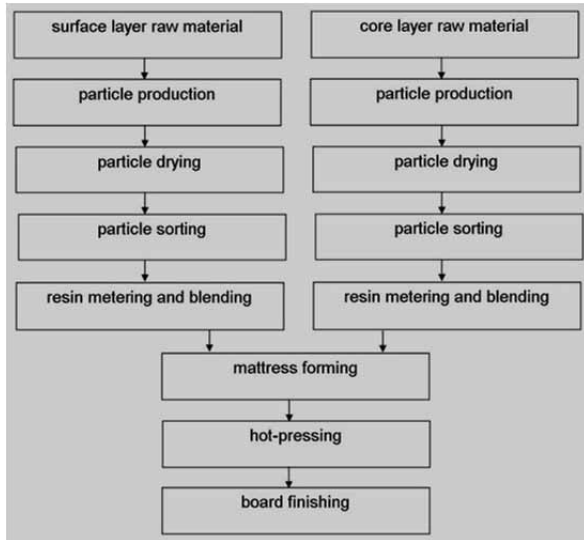 surface layer raw material
core layer raw material
particle production
particle production
particle drying
particle drying
particle sorting
particle sorting
resin metering and blending
resin metering and blending
mattress forming
hot-pressing
board finishing